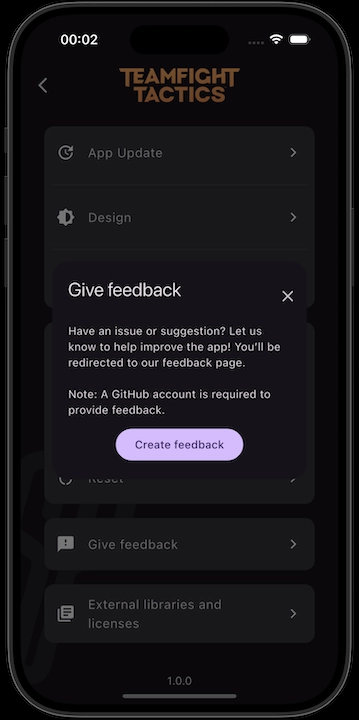 00:02
TEAMFIGHT
TACTICS
App Update
Design
Give feedback
Have an issue or suggestion? Let us
know to help improve the app! You'll be
redirected to our feedback page.
Note: A GitHub account is required to
provide feedback.
Create feedback
Reset
Give feedback
External libraries and
licenses
1.0.0